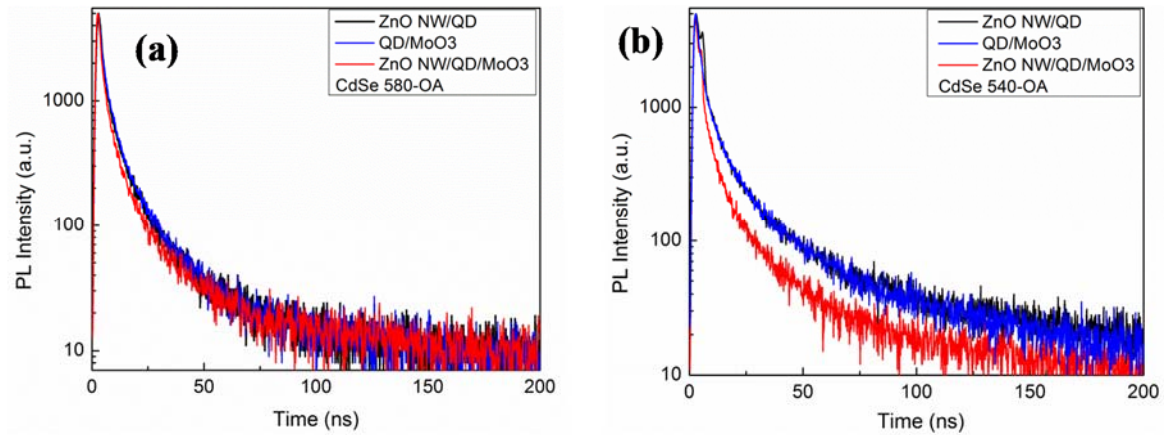 (a)
ZnO NW/QD
QD/MoO3
ZnO NW/QD/MoO3
CdSe 580-OA
1000
100
10
PL Intensity (a.u.)
0
50
100
150
200
Time (ns)
(b)
ZnO NW/QD
QD/MoO3
ZnO NW/QD/MoO3
CdSe 540-OA
1000
100
10
PL Intensity (a.u.)
0
50
100
150
200
Time (ns)